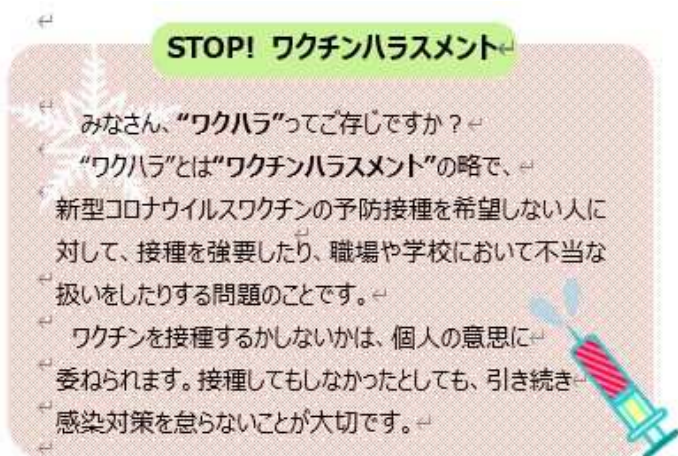 STOP! ワクチンハラスメント
みなさん、“ワクハラ”ってご存じですか？
“ワクハラ”とは“ワクチンハラスメント”の略で、
新型コロナウイルスワクチンの予防接種を希望しない人に
対して、接種を強要したり、職場や学校において不当な
扱いをしたりする問題のことです。
ワクチンを接種するかしないかは、個人の意思に
委ねられます。接種してもしなかったとしても、引き続き
感染対策を怠らないことが大切です。